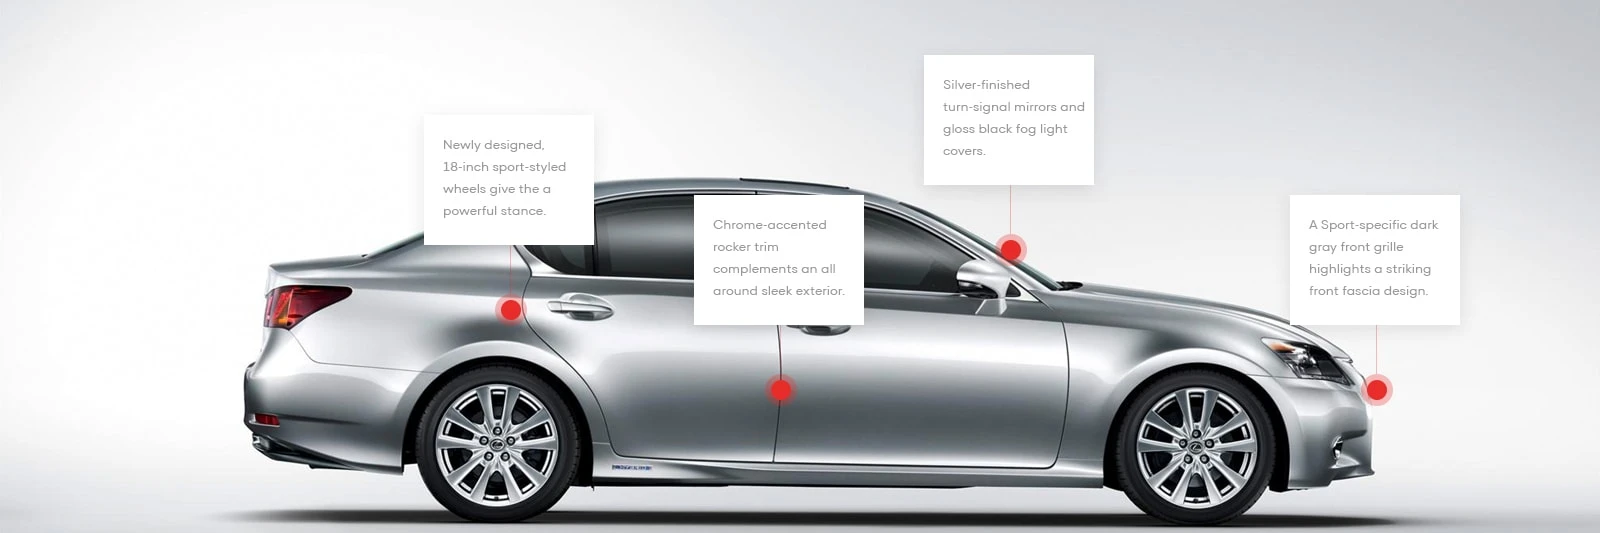 Newly designed,
18-inch sport-styled
wheels give the a
powerful stance.
Chrome-accented
rocker trim
complements an all
around sleek exterior.
Silver-finished
turn-signal mirrors and
gloss black fog light
covers.
A Sport-specific dark
gray front grille
highlights a striking
front fascia design.